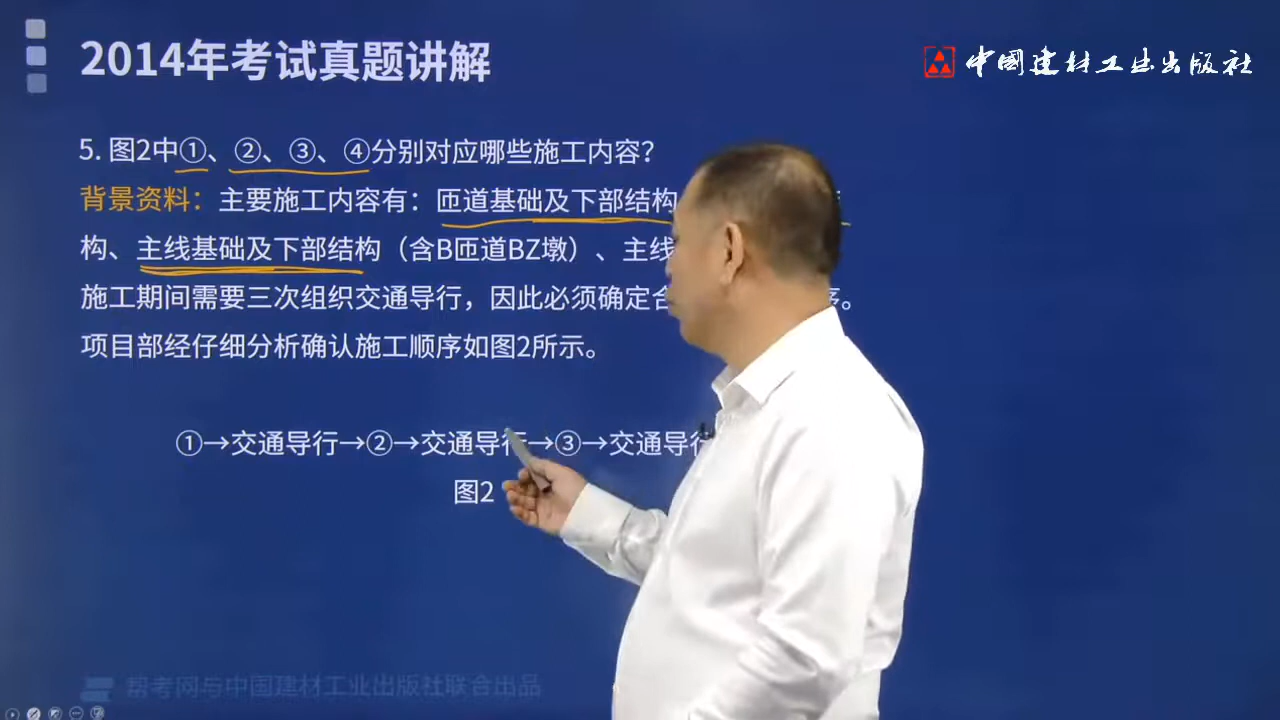 2014年考试真题讲解
中国建材工业出版社
5. 图2中①、②、③、④分别对应哪些施工内容？
背景资料：主要施工内容有：匝道基础及下部结构
构、主线基础及下部结构（含B匝道BZ墩）、主线
施工期间需要三次组织交通导行，因此必须确定合 序。
项目部经仔细分析确认施工顺序如图2所示。
①→交通导行→②→交通导行→③→交通导行
图2
帮考网与中国建材工业出版社联合出品